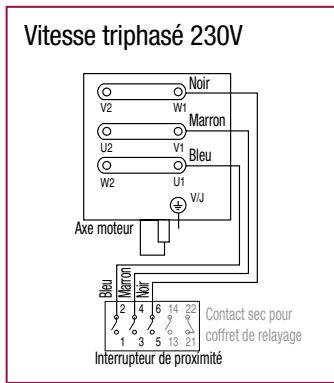 Vitesse triphasé 230V
Noir
V2 W1
Marron
U2 V1
Bleu
W2 U1
V/J
Axe moteur
Bleu Marron Noir
2 4 6 14 22
Contact sec pour
coffret de relayage
1 3 5 13 21
Interrupteur de proximité